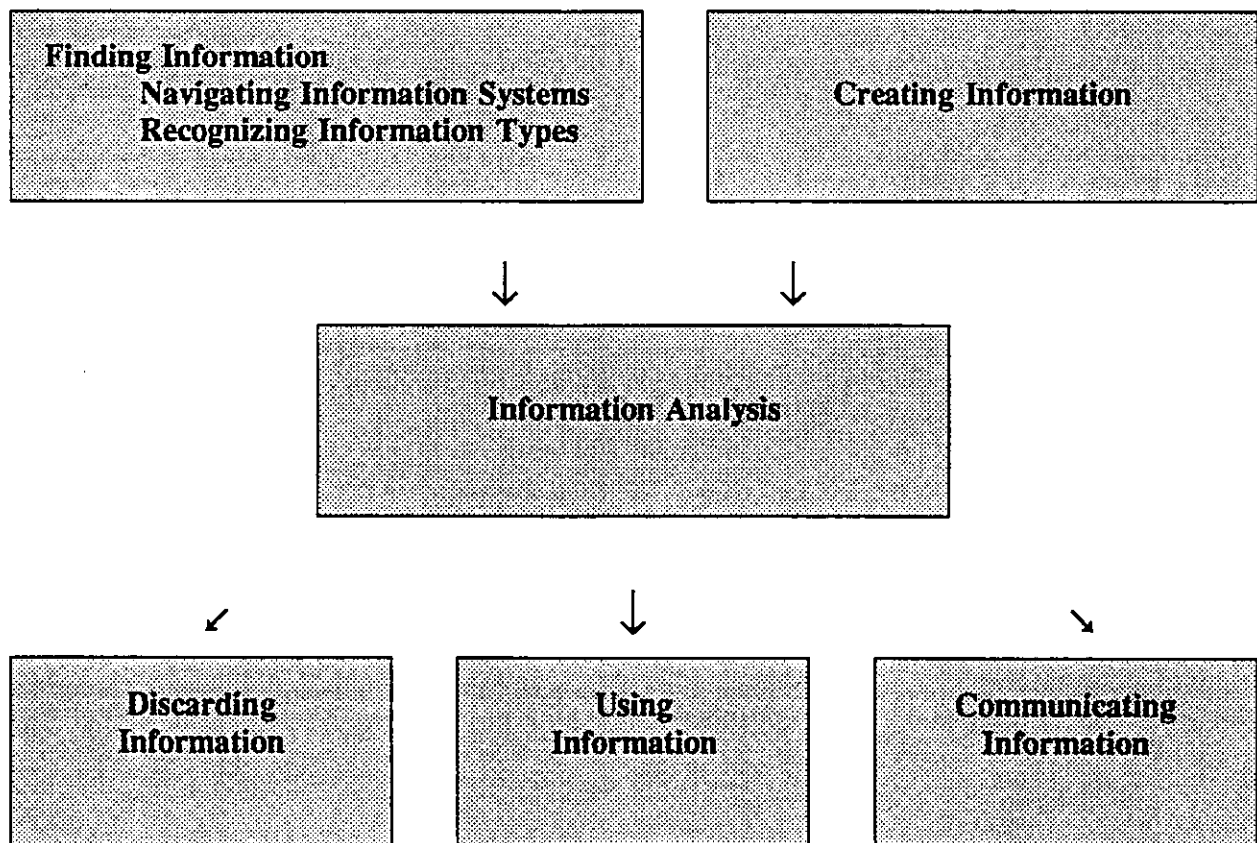 Finding Information
Navigating Information Systems
Recognizing Information Types
Creating Information
Information Analysis
Discarding
Information
Using
Information
Communicating
Information